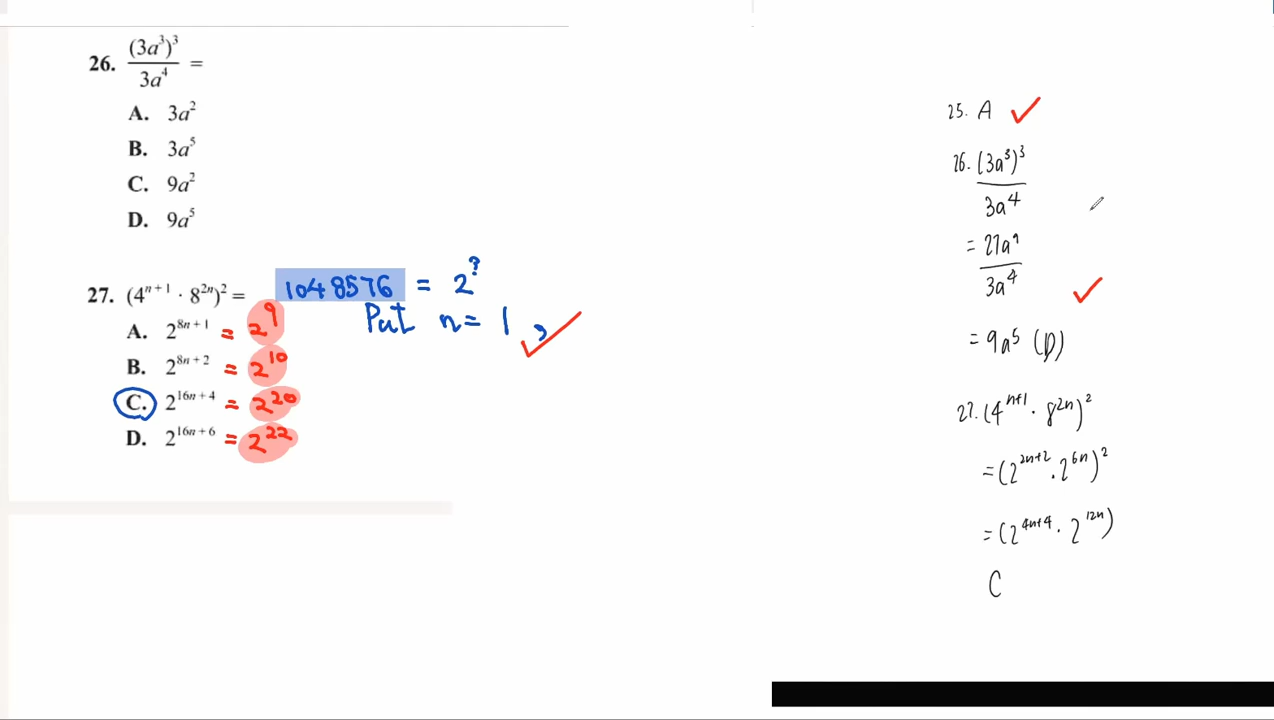 26. (3a³)³ / 3a⁴ =
A. 3a²
B. 3a⁵
C. 9a²
D. 9a⁵
27. (4ⁿ⁺¹ · 8²ⁿ)² = 1048576 = 2^?
Put n = 1,
A. 2⁸ⁿ⁺¹ = 2⁹
B. 2⁸ⁿ⁺² = 2¹⁰
C. 2¹⁶ⁿ⁺⁴ = 2²⁰
D. 2¹⁶ⁿ⁺⁶ = 2²²
25. A
26. (3a³)³ / 3a⁴
= 27a⁹ / 3a⁴
= 9a⁵ (D)
27. (4ⁿ⁺¹ · 8²ⁿ)²
= (2²ⁿ⁺² · 2⁶ⁿ)²
= (2⁴ⁿ⁺⁴ · 2¹²ⁿ)
C